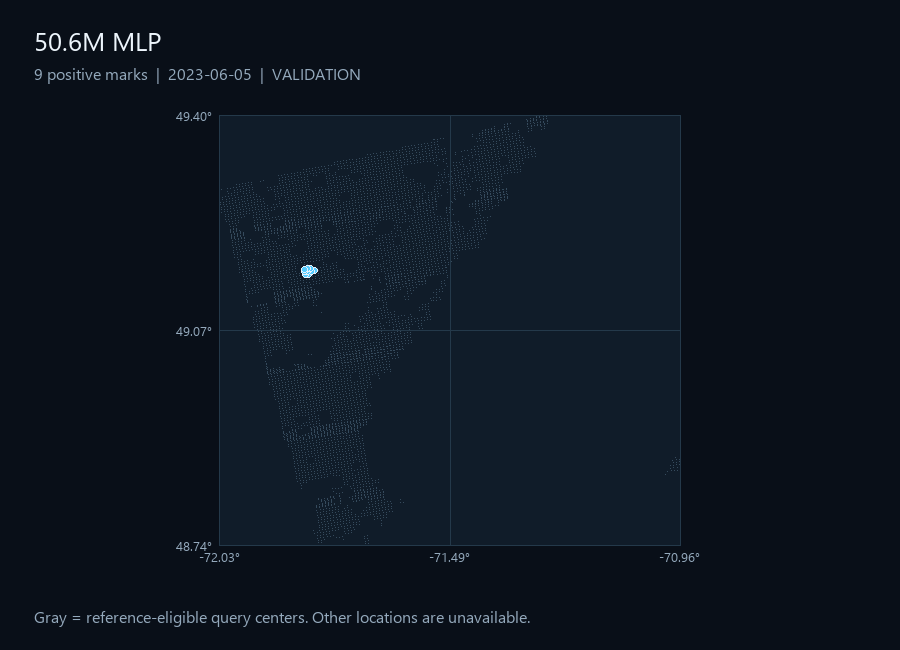 50.6M MLP
9 positive marks | 2023-06-05 | VALIDATION
49.40°
49.07°
48.74°
-72.03°
-71.49°
-70.96°
Gray = reference-eligible query centers. Other locations are unavailable.